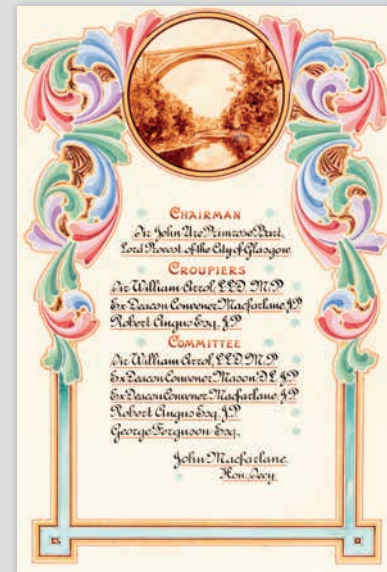 CHAIRMAN
Sir John Ure Primrose, Bart.
Lord Provost of the City of Glasgow
CROUPIERS
Sir William Arrol, LLD. M.P.
Ex Deacon Convener Macfarlane, J.P.
Robert Angus Esq. J.P.
COMMITTEE
Sir William Arrol, LLD. M.P.
Ex Deacon Convener Mason D.L. J.P.
Ex Deacon Convener Macfarlane, J.P.
Robert Angus Esq. J.P.
George Ferguson Esq.
John Macfarlane
Hon. Secy.